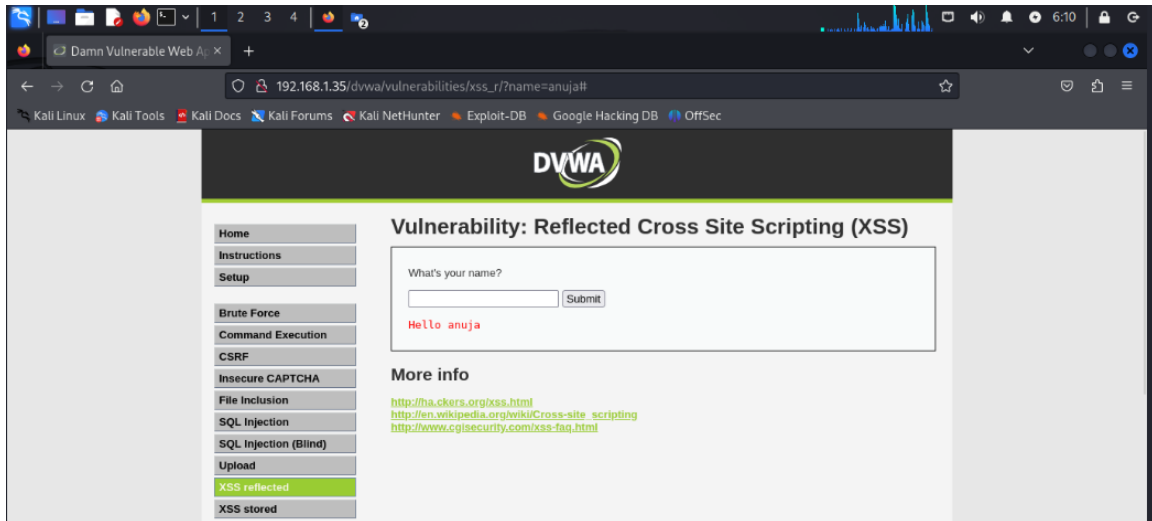 1 2 3 4 6:10
Damn Vulnerable Web Ap
192.168.1.35/dvwa/vulnerabilities/xss_r/?name=anuja#
Kali Linux Kali Tools Kali Docs Kali Forums Kali NetHunter Exploit-DB Google Hacking DB OffSec
DVWA
Vulnerability: Reflected Cross Site Scripting (XSS)
Home
Instructions
Setup
Brute Force
Command Execution
CSRF
Insecure CAPTCHA
File Inclusion
SQL Injection
SQL Injection (Blind)
Upload
XSS reflected
XSS stored
What's your name?
Submit
Hello anuja
More info
http://ha.ckers.org/xss.html
http://en.wikipedia.org/wiki/Cross-site_scripting
http://www.cgisecurity.com/xss-faq.html